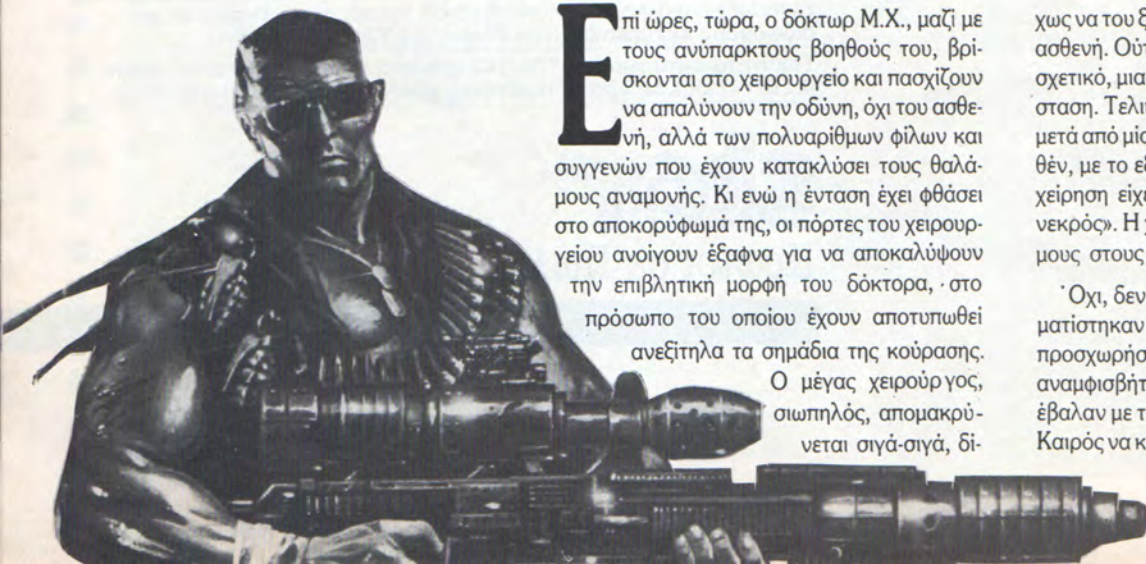 Επί ώρες, τώρα, ο δόκτωρ Μ.Χ., μαζί με
τους ανύπαρκτους βοηθούς του, βρί-
σκονται στο χειρουργείο και πασχίζουν
να απαλύνουν την οδύνη, όχι του ασθε-
νή, αλλά των πολυαρίθμων φίλων και
συγγενών που έχουν κατακλύσει τους θαλά-
μους αναμονής. Κι ενώ η ένταση έχει φθάσει
στο αποκορύφωμά της, οι πόρτες του χειρουρ-
γείου ανοίγουν έξαφνα για να αποκαλύψουν
την επιβλητική μορφή του δόκτορα, στο
πρόσωπο του οποίου έχουν αποτυπωθεί
ανεξίτηλα τα σημάδια της κούρασης.
Ο μέγας χειρούργος,
σιωπηλός, απομακρύ-
νεται σιγά-σιγά, δί-
χως να του ξ
ασθενή. Ού
σχετικό, μια
σταση. Τελι
μετά από μία
θέν, με το ε
χείρηση είχ
νεκρός». Η
μους στους
Όχι, δεν
ματίστηκαν
προσχωρήσ
αναμφισβήτ
έβαλαν με τ
Καιρός να κ